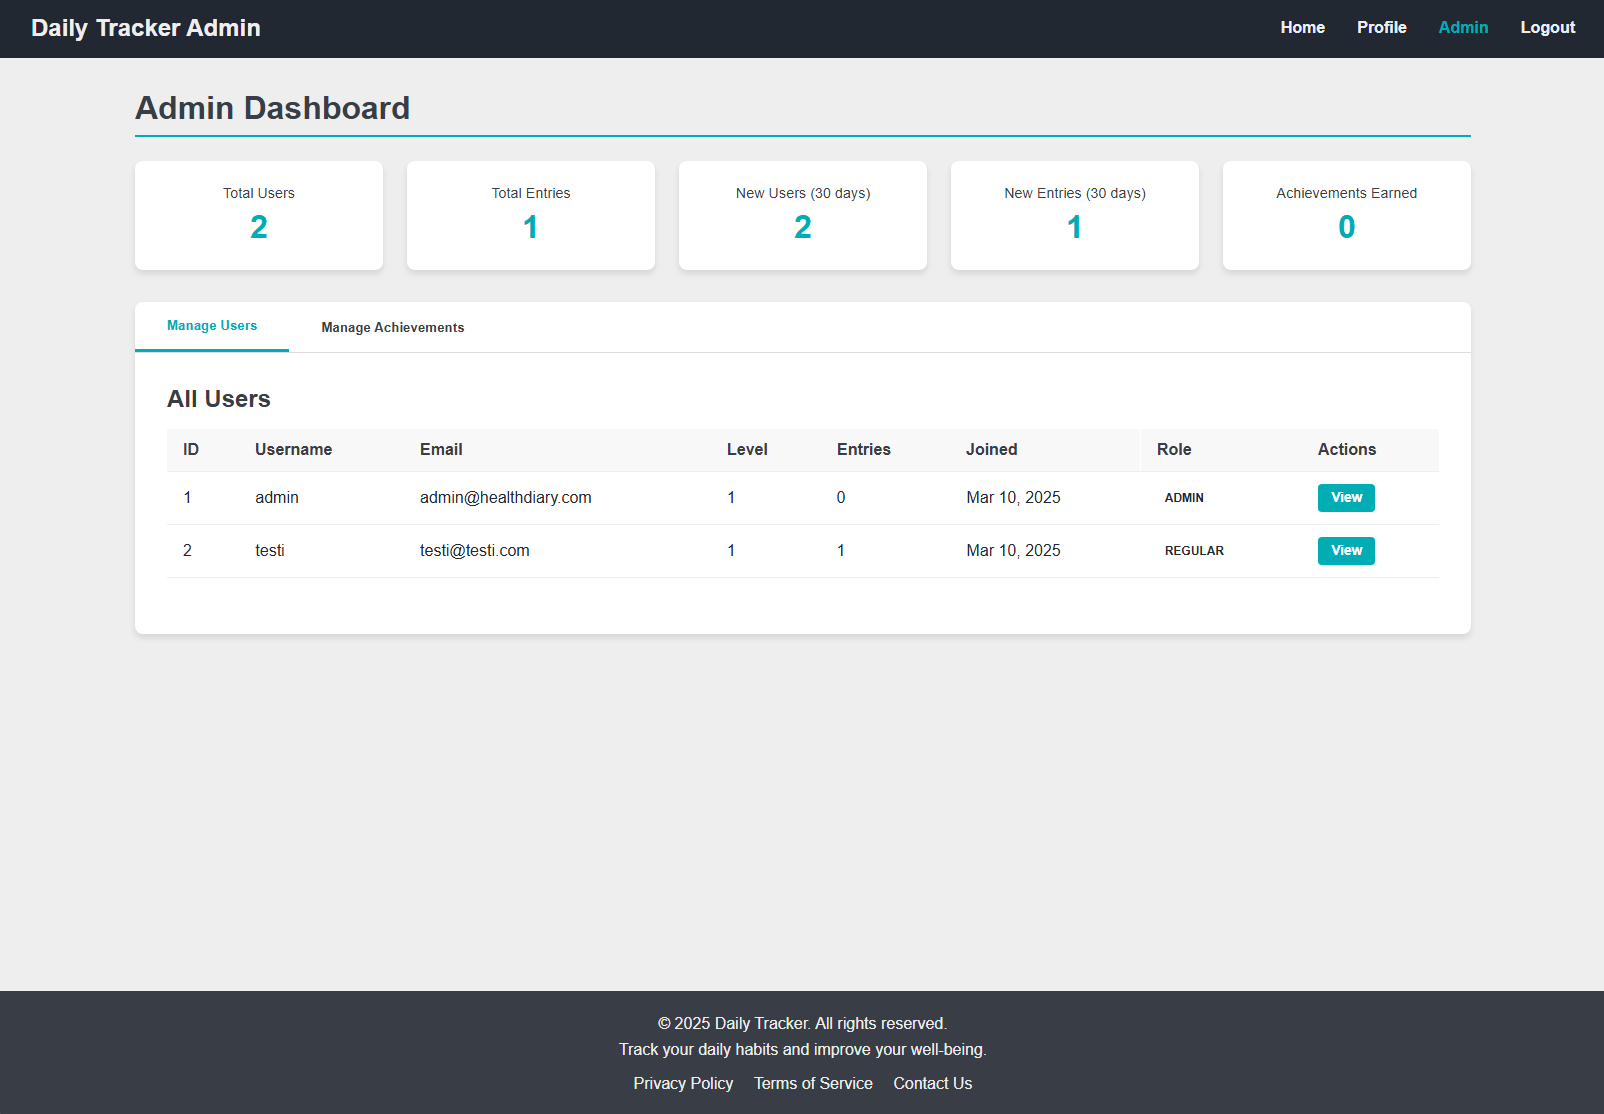 Daily Tracker Admin
Home Profile Admin Logout
Admin Dashboard
Total Users
2
Total Entries
1
New Users (30 days)
2
New Entries (30 days)
1
Achievements Earned
0
Manage Users Manage Achievements
All Users
ID Username Email Level Entries Joined Role Actions
1 admin admin@healthdiary.com 1 0 Mar 10, 2025 ADMIN View
2 testi testi@testi.com 1 1 Mar 10, 2025 REGULAR View
© 2025 Daily Tracker. All rights reserved.
Track your daily habits and improve your well-being.
Privacy Policy Terms of Service Contact Us